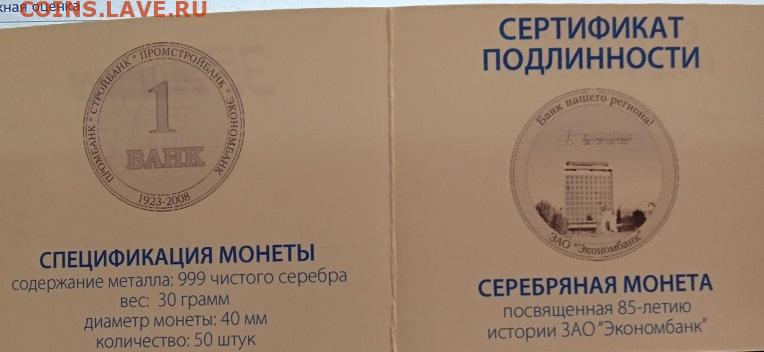 COINS.LAVE.RU
жная оценка
ПРОМБАНК * СТРОЙБАНК * ПРОМСТРОЙБАНК * ЭКОНОМБАНК
1
БАНК
1923-2008
СПЕЦИФИКАЦИЯ МОНЕТЫ
содержание металла: 999 чистого серебра
вес: 30 грамм
диаметр монеты: 40 мм
количество: 50 штук
СЕРТИФИКАТ
ПОДЛИННОСТИ
Банк нашего региона!
ЗАО "Экономбанк"
СЕРЕБРЯНАЯ МОНЕТА
посвященная 85-летию
истории ЗАО "Экономбанк"